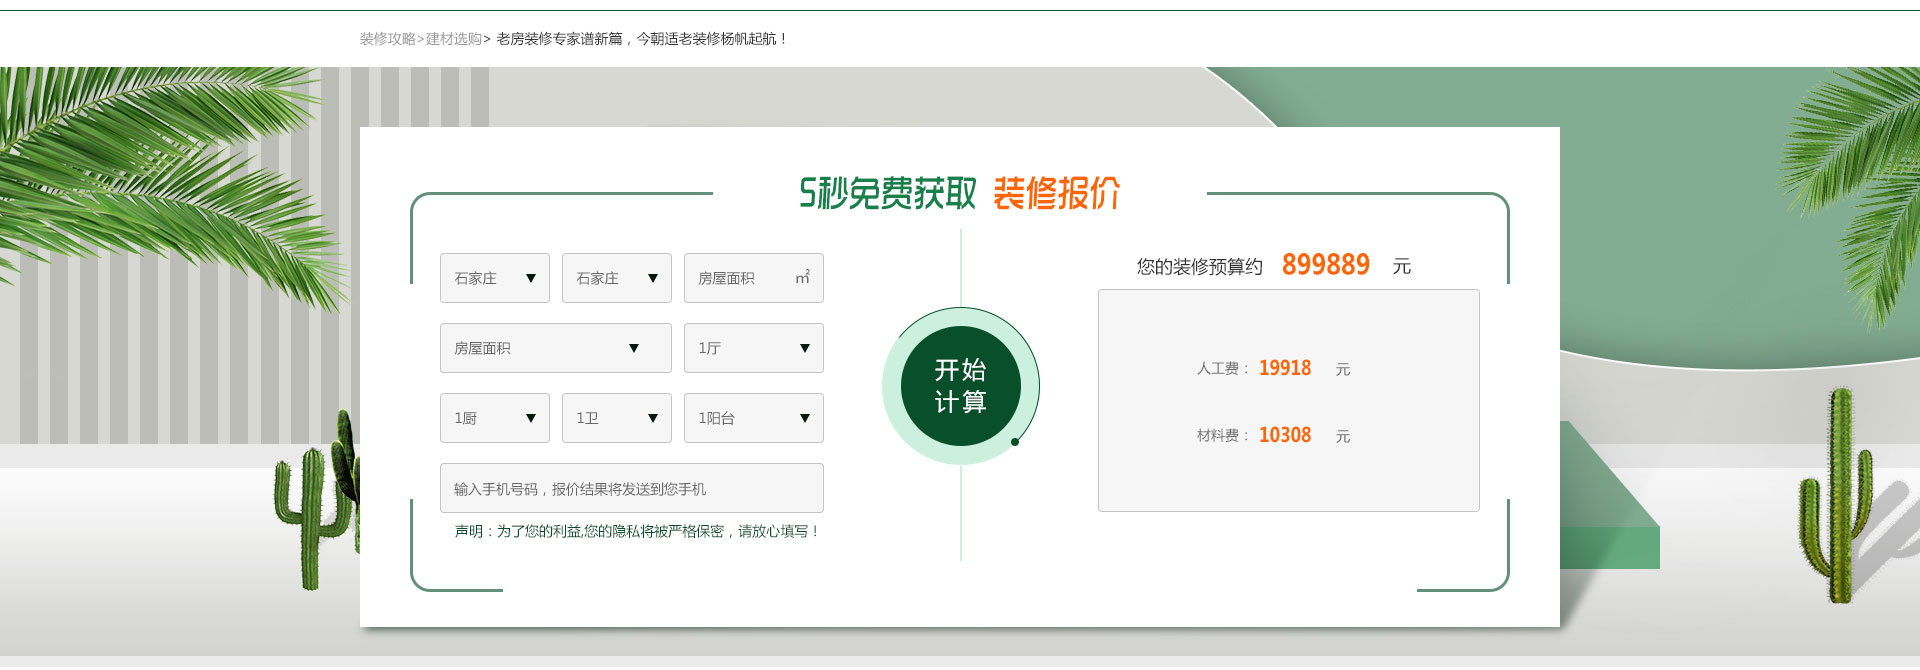 装修攻略>建材选购> 老房装修专家谱新篇，今朝适老装修杨帆起航！
5秒免费获取 装修报价
石家庄 ▼ 石家庄 ▼ 房屋面积 ㎡
房屋面积 ▼ 1厅 ▼
1厨 ▼ 1卫 ▼ 1阳台 ▼
输入手机号码，报价结果将发送到您手机
声明：为了您的利益,您的隐私将被严格保密，请放心填写！
开始
计算
您的装修预算约 899889 元
人工费： 19918 元
材料费： 10308 元